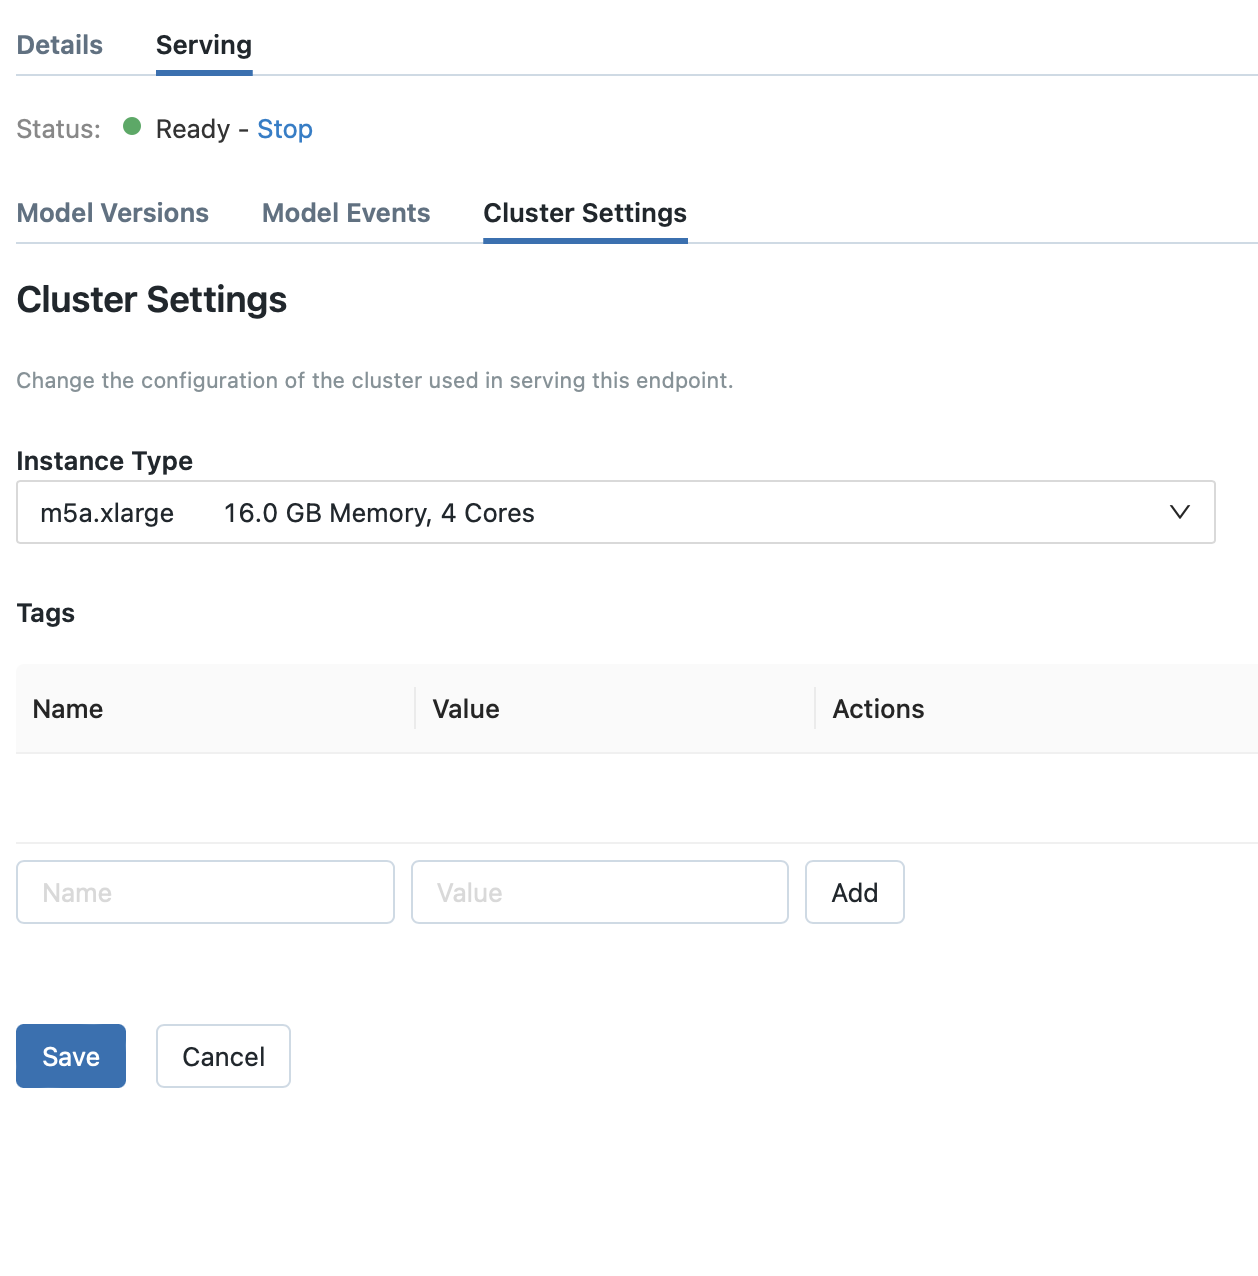 Details Serving
Status: Ready - Stop
Model Versions Model Events Cluster Settings
Cluster Settings
Change the configuration of the cluster used in serving this endpoint.
Instance Type
m5a.xlarge 16.0 GB Memory, 4 Cores
Tags
Name Value Actions
Name Value Add
Save Cancel